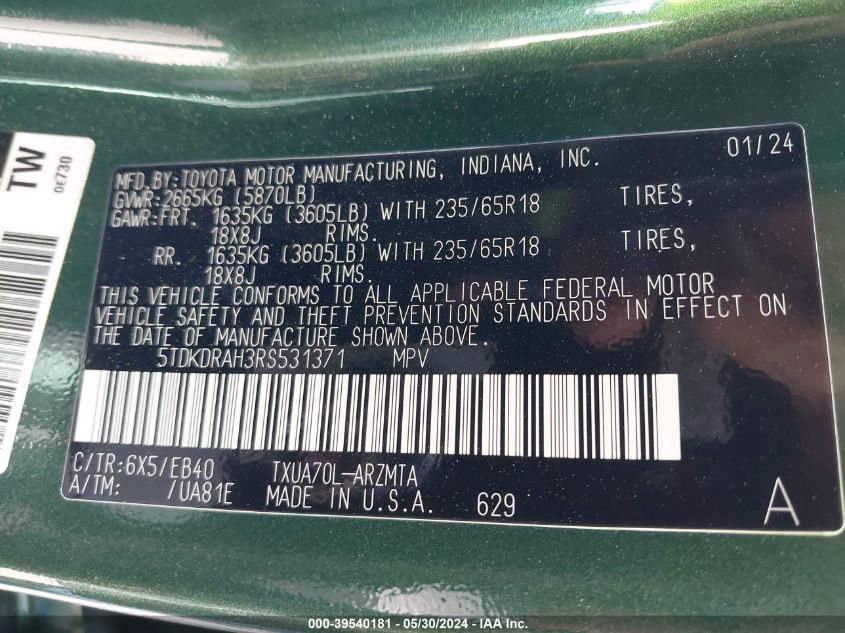 TW
DE730
MFD.BY:TOYOTA MOTOR MANUFACTURING, INDIANA, INC. 01/24
GVWR:2665KG (5870LB)
GAWR:FRT. 1635KG (3605LB) WITH 235/65R18 TIRES,
18X8J RIMS.
RR. 1635KG (3605LB) WITH 235/65R18 TIRES,
18X8J RIMS.
THIS VEHICLE CONFORMS TO ALL APPLICABLE FEDERAL MOTOR
VEHICLE SAFETY AND THEFT PREVENTION STANDARDS IN EFFECT ON
THE DATE OF MANUFACTURE SHOWN ABOVE.
5TDKDRAH3RS531371 MPV
C/TR:6X5/EB40 TXUA70L-ARZMTA
A/TM: /UA81E MADE IN U.S.A. 629 A
000-39540181 - 05/30/2024 - IAA, Inc.